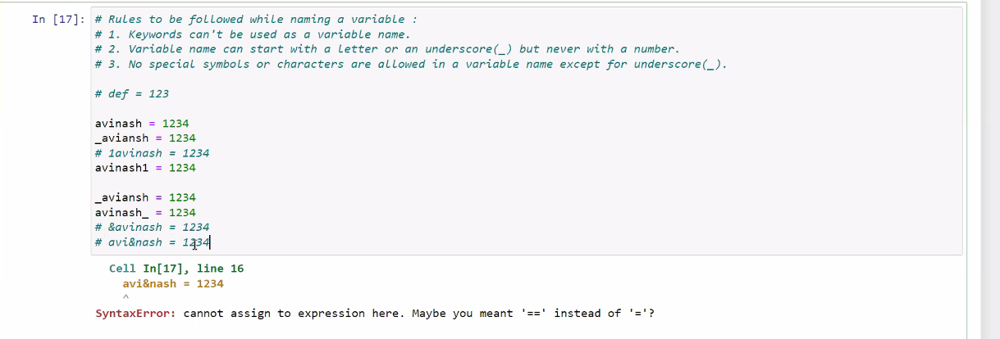 In [17]: # Rules to be followed while naming a variable :
# 1. Keywords can't be used as a variable name.
# 2. Variable name can start with a Letter or an underscore(_) but never with a number.
# 3. No special symbols or characters are allowed in a variable name except for underscore(_).
# def = 123
avinash = 1234
_aviansh = 1234
# 1avinash = 1234
avinash1 = 1234
_aviansh = 1234
avinash_ = 1234
# &avinash = 1234
# avi&nash = 1234
Cell In[17], line 16
avi&nash = 1234
^
SyntaxError: cannot assign to expression here. Maybe you meant '==' instead of '='?